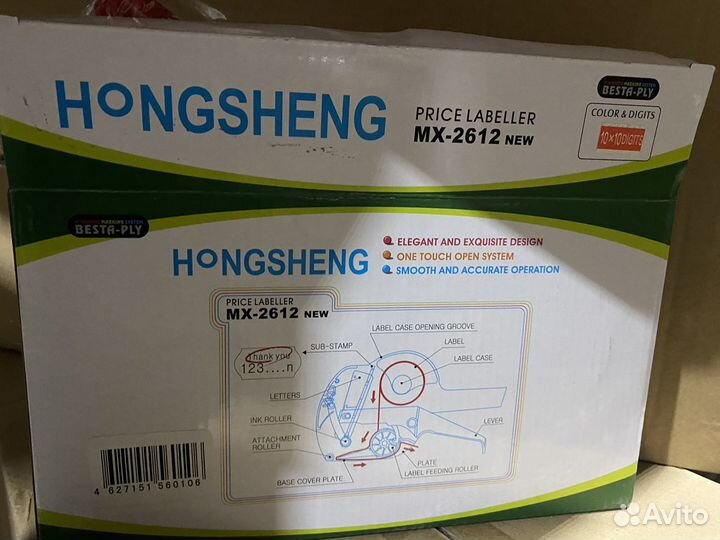 HONGSHENG
PRICE LABELLER
MX-2612 NEW
BESTA-PLY
COLOR & DIGITS
10×10DIGITS
BESTA-PLY
HONGSHENG
ELEGANT AND EXQUISITE DESIGN
ONE TOUCH OPEN SYSTEM
SMOOTH AND ACCURATE OPERATION
PRICE LABELLER
MX-2612 NEW
LABEL CASE OPENING GROOVE
SUB-STAMP
LABEL
LABEL CASE
Thank you
123....n
LETTERS
INK ROLLER
LEVER
ATTACHMENT
ROLLER
PLATE
LABEL FEEDING ROLLER
BASE COVER PLATE
4 627151 560106
Avito